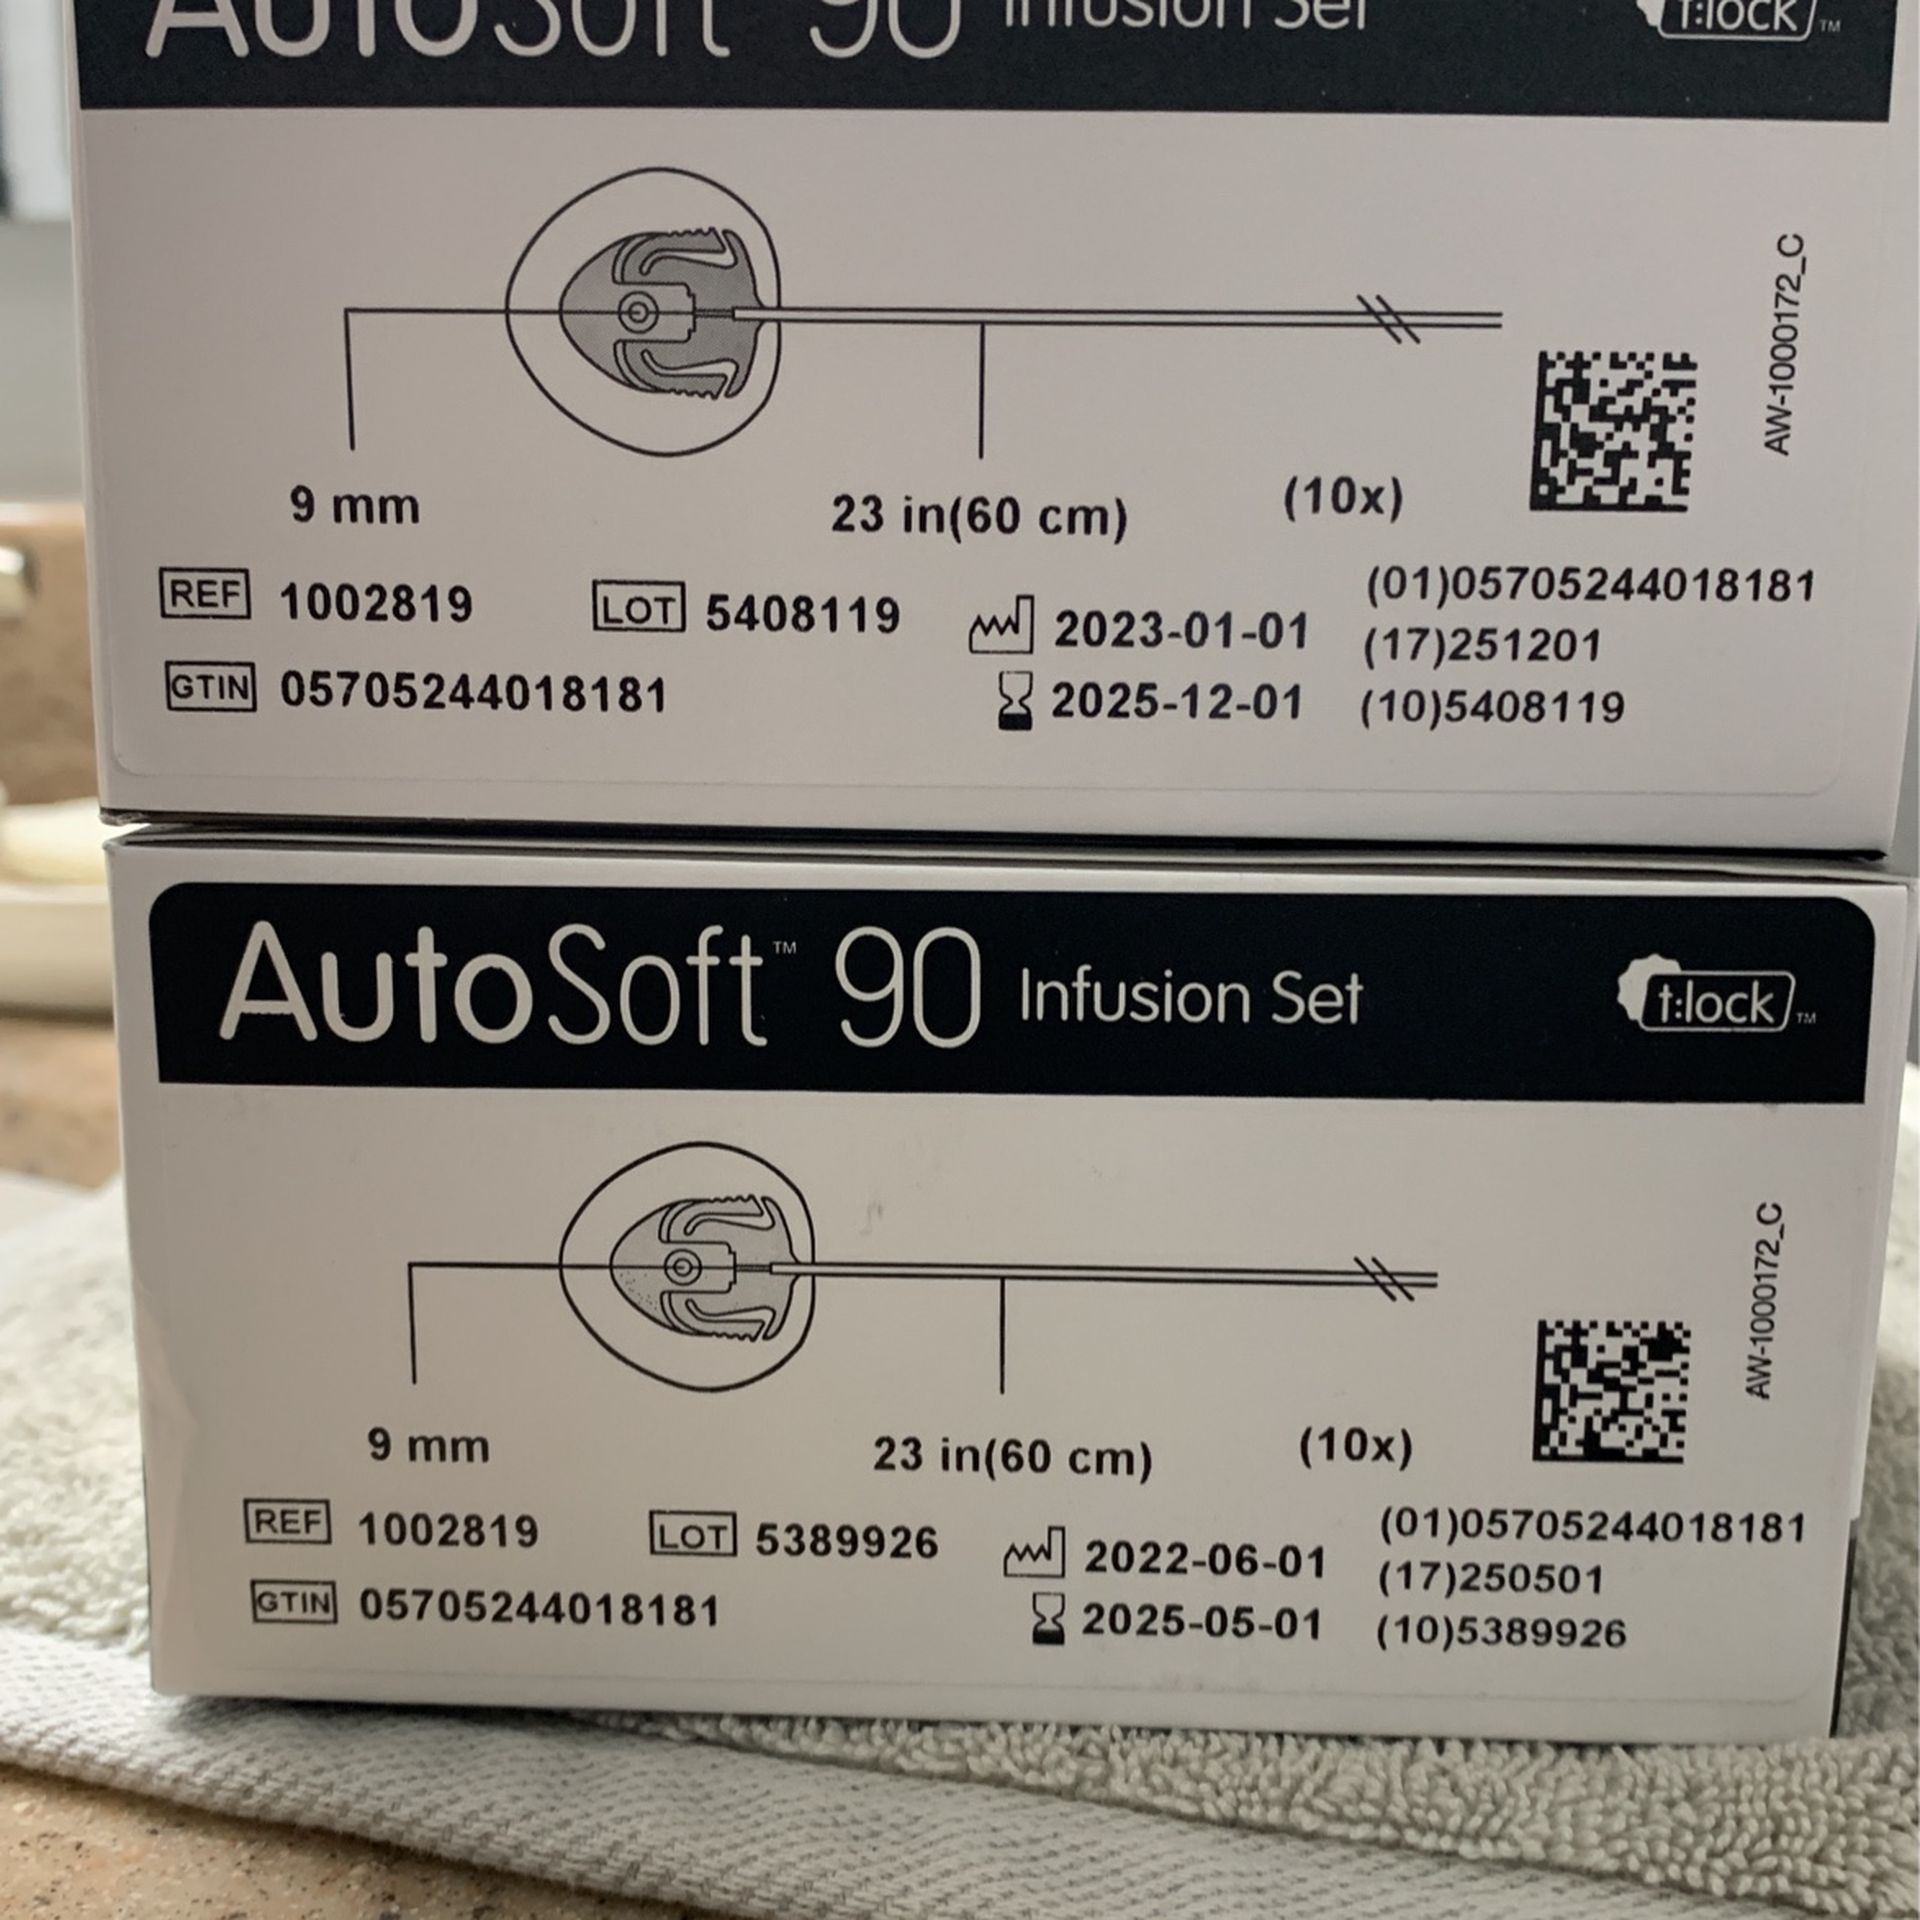 AutoSoft 90 Infusion Set
t:lock™
AW-1000172_C
9 mm
23 in(60 cm)
(10x)
REF 1002819
LOT 5408119
2023-01-01
(01)05705244018181
(17)251201
GTIN 05705244018181
2025-12-01
(10)5408119
AutoSoft™ 90 Infusion Set
t:lock™
AW-1000172_C
9 mm
23 in(60 cm)
(10x)
REF 1002819
LOT 5389926
2022-06-01
(01)05705244018181
(17)250501
GTIN 05705244018181
2025-05-01
(10)5389926